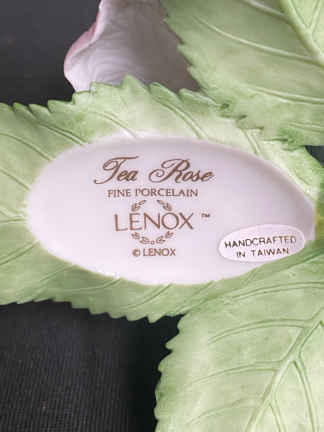 Tea Rose
FINE PORCELAIN
LENOX™
© LENOX
HANDCRAFTED
IN TAIWAN